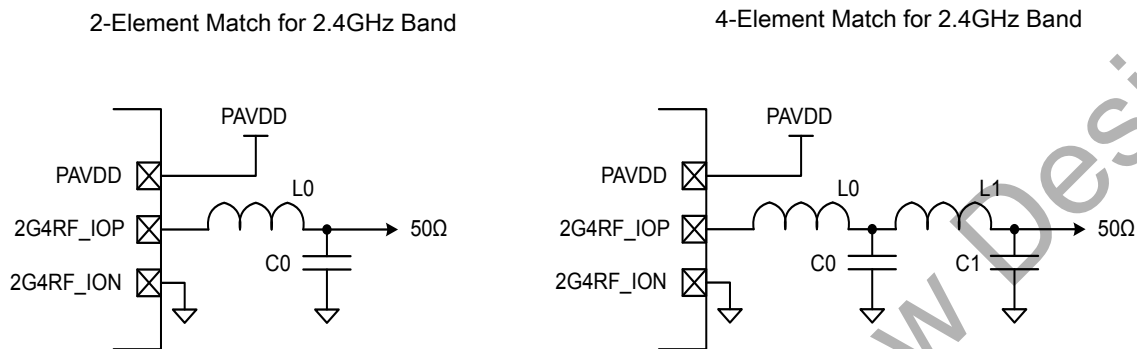 2-Element Match for 2.4GHz Band
4-Element Match for 2.4GHz Band
PAVDD
PAVDD
L0
2G4RF_IOP
50Ω
C0
2G4RF_ION
PAVDD
PAVDD
L0
L1
2G4RF_IOP
50Ω
C0
C1
2G4RF_ION
w Desi